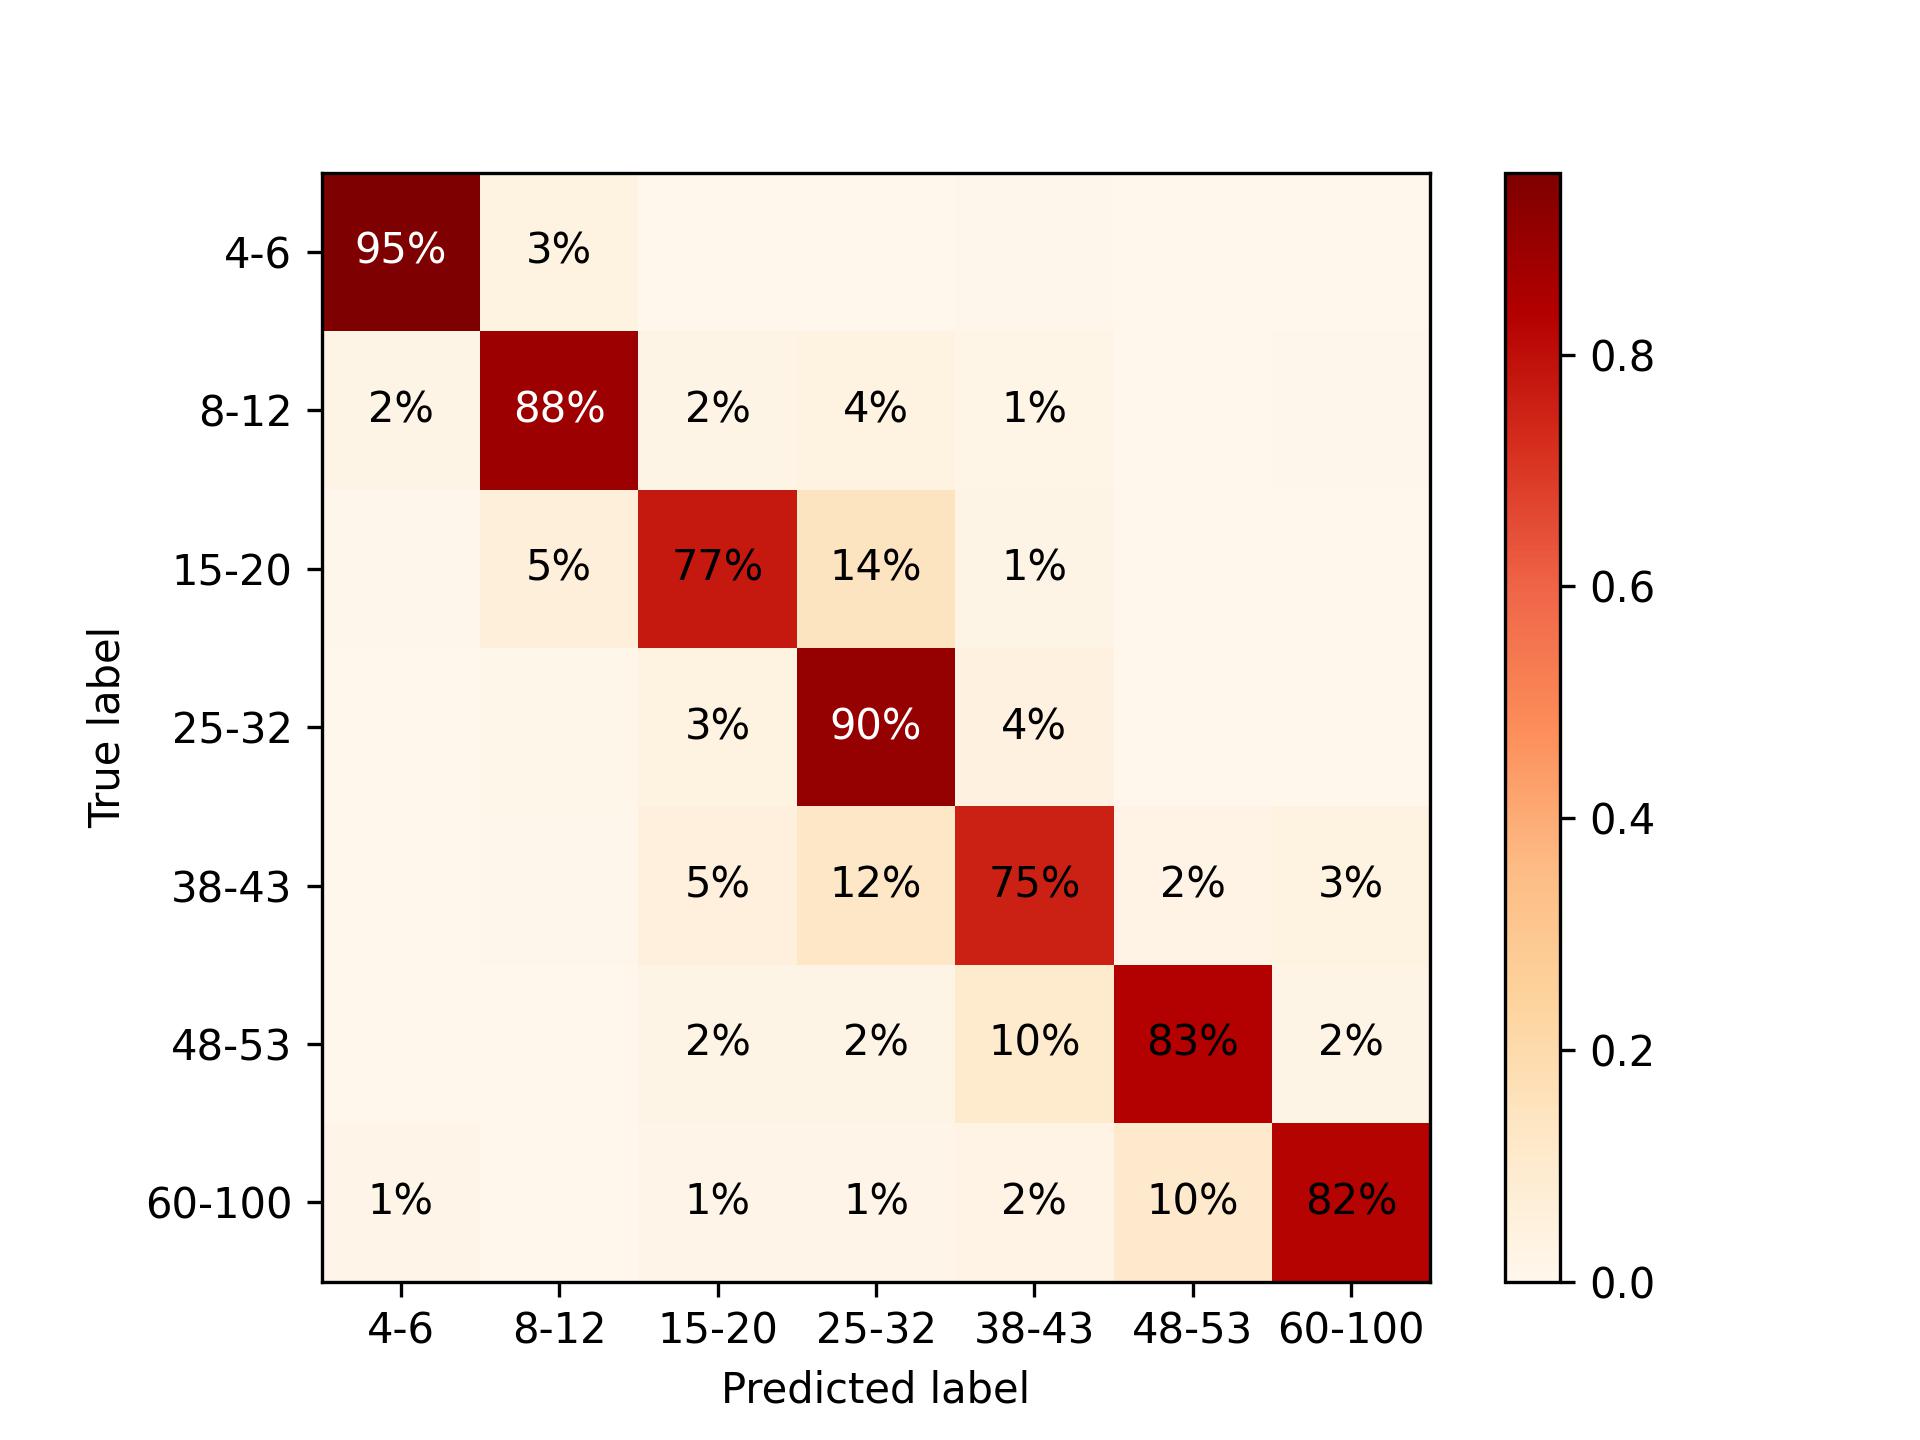 4-6 95% 3%
8-12 2% 88% 2% 4% 1%
15-20 5% 77% 14% 1%
25-32 3% 90% 4%
38-43 5% 12% 75% 2% 3%
48-53 2% 2% 10% 83% 2%
60-100 1% 1% 1% 2% 10% 82%
4-6 8-12 15-20 25-32 38-43 48-53 60-100
Predicted label
True label
0.8
0.6
0.4
0.2
0.0